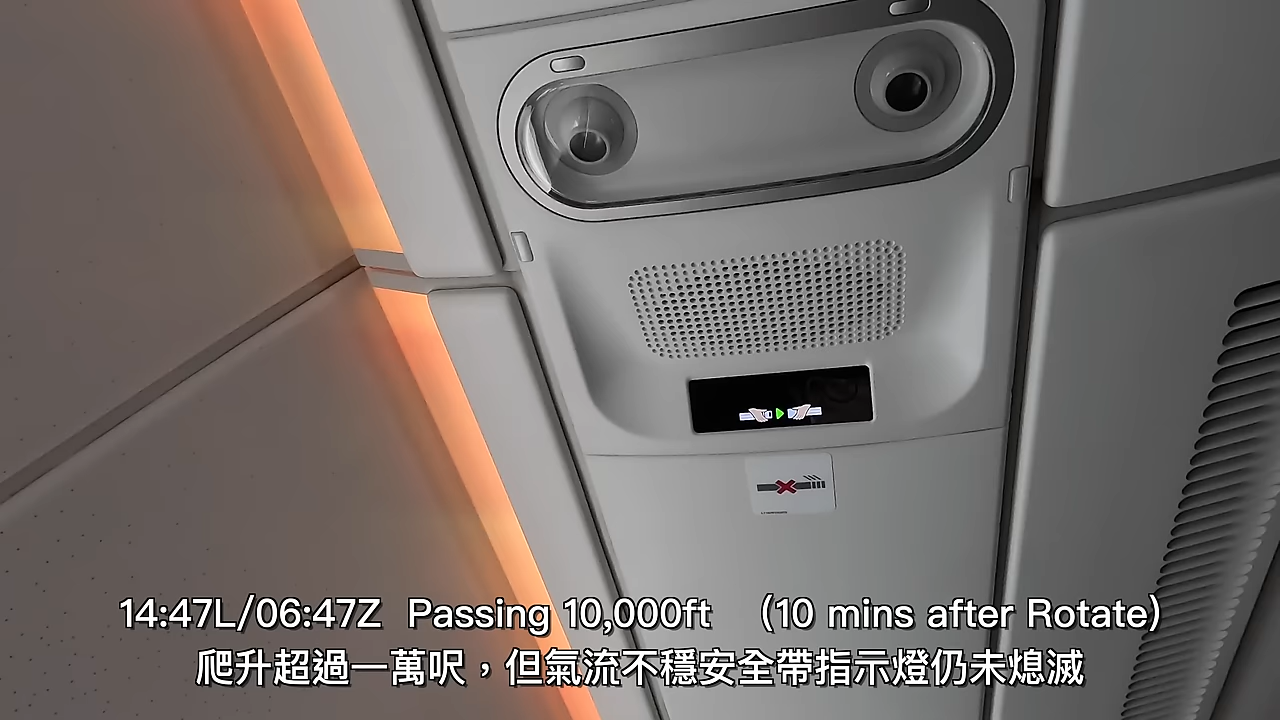 14:47L/06:47Z Passing 10,000ft （10 mins after Rotate）
爬升超過一萬呎，但氣流不穩安全帶指示燈仍未熄滅